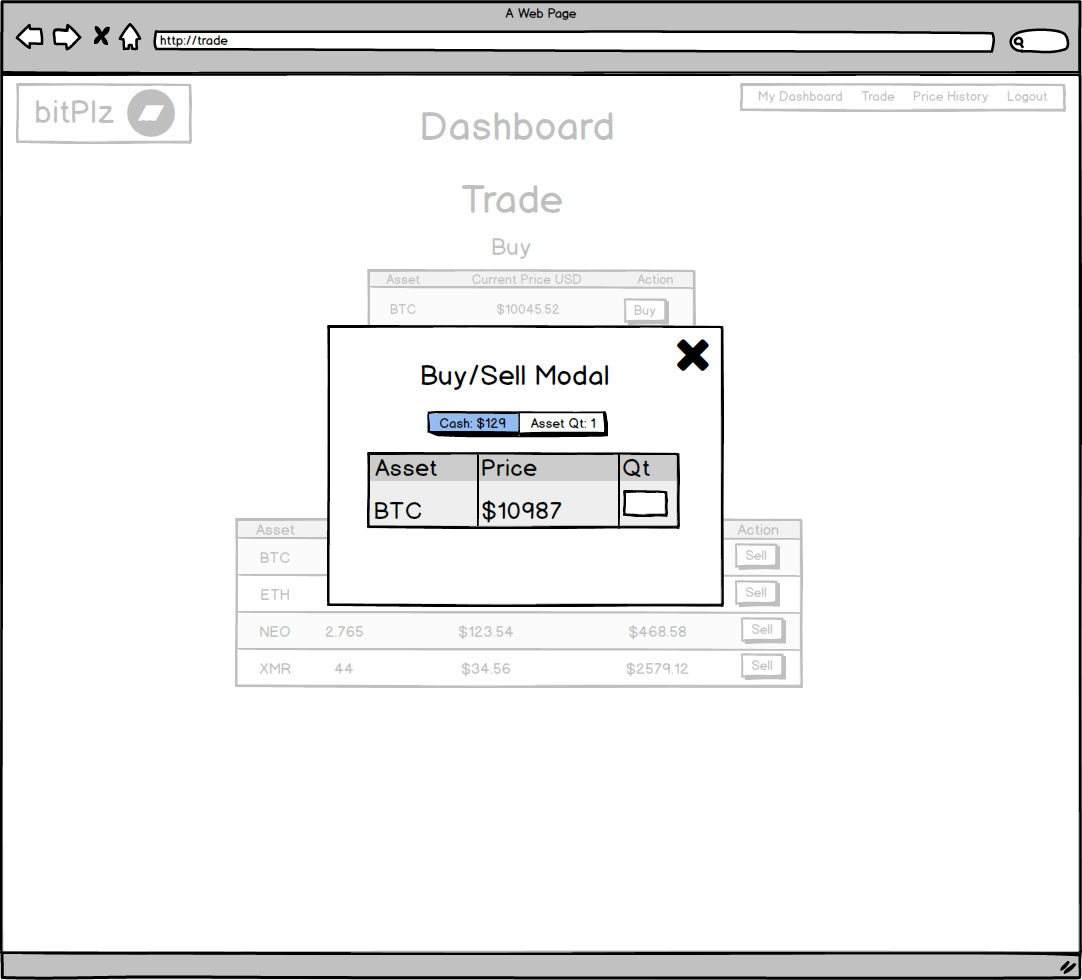 A Web Page
http://trade
bitPlz
My Dashboard Trade Price History Logout
Dashboard
Trade
Buy
Asset Current Price USD Action
BTC $10045.52 Buy
Buy/Sell Modal
Cash: $129 Asset Qt: 1
Asset Price Qt
BTC $10987
Asset Action
BTC Sell
ETH Sell
NEO 2.765 $123.54 $468.58 Sell
XMR 44 $34.56 $2579.12 Sell